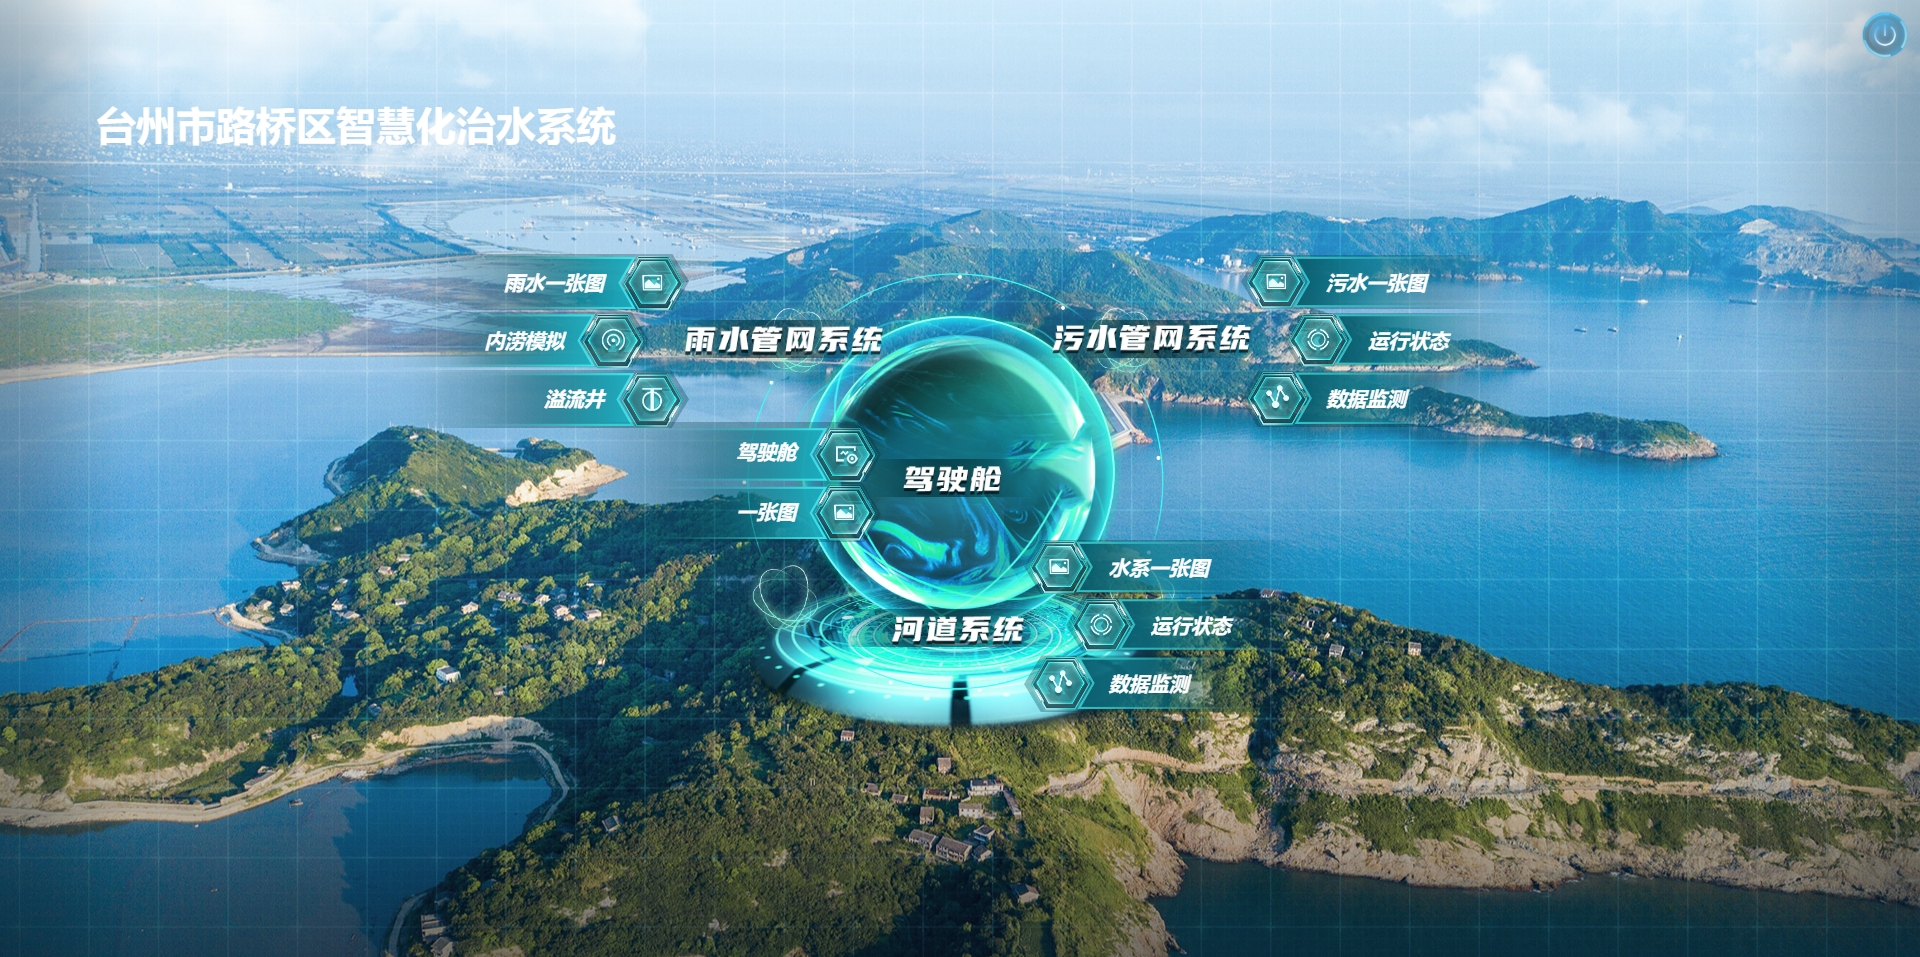 台州市路桥区智慧化治水系统
雨水一张图
内涝模拟
溢流井
雨水管网系统
污水管网系统
污水一张图
运行状态
数据监测
驾驶舱
一张图
驾驶舱
水系一张图
运行状态
数据监测
河道系统